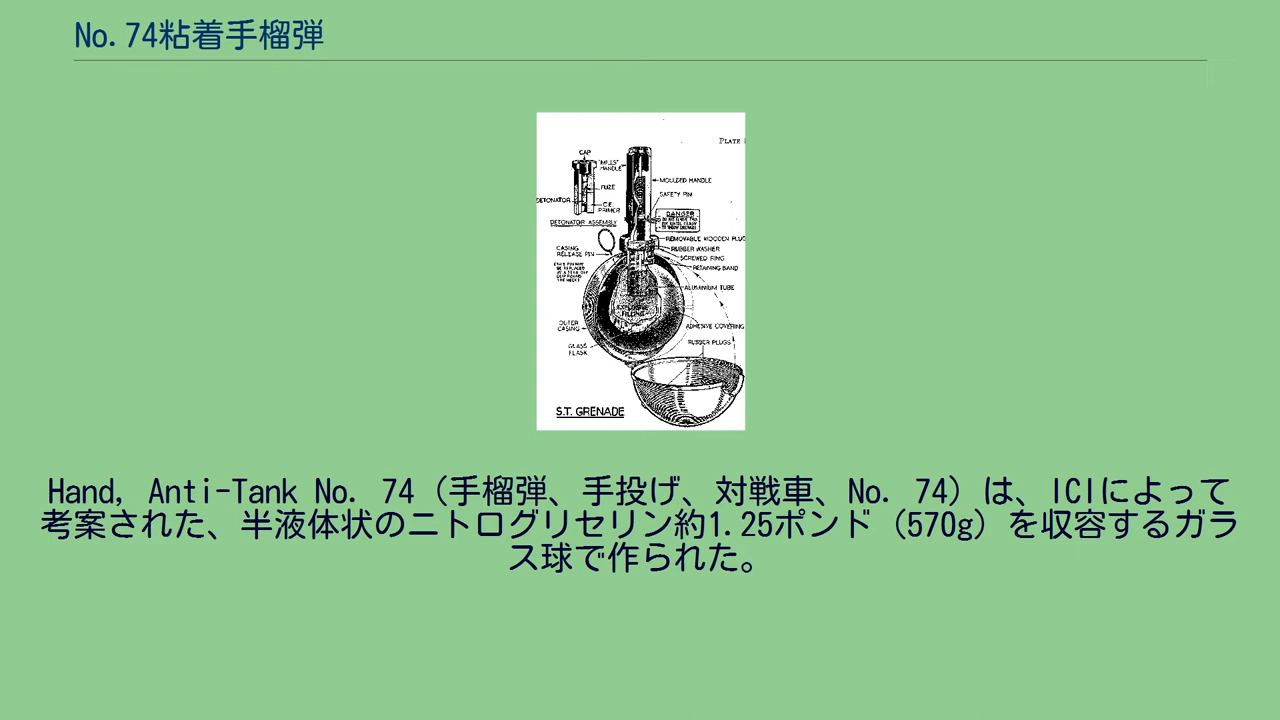 No.74粘着手榴弾
PLATE
CAP
"MILLS" HANDLE
MOULDED HANDLE
FUZE
SAFETY PIN
DETONATOR
C.E. PRIMER
DANGER
DETONATOR ASSEMBLY
REMOVABLE WOODEN PLUG
CASING RELEASE PIN
RUBBER WASHER
SCREWED RING
RETAINING BAND
ALUMINIUM TUBE
EXPLOSIVE FILLING
OUTER CASING
ADHESIVE COVERING
GLASS FLASK
RUBBER PLUGS
S.T. GRENADE
Hand, Anti-Tank No. 74（手榴弾、手投げ、対戦車、No. 74）は、ICIによって
考案された、半液体状のニトログリセリン約1.25ポンド（570g）を収容するガラ
ス球で作られた。